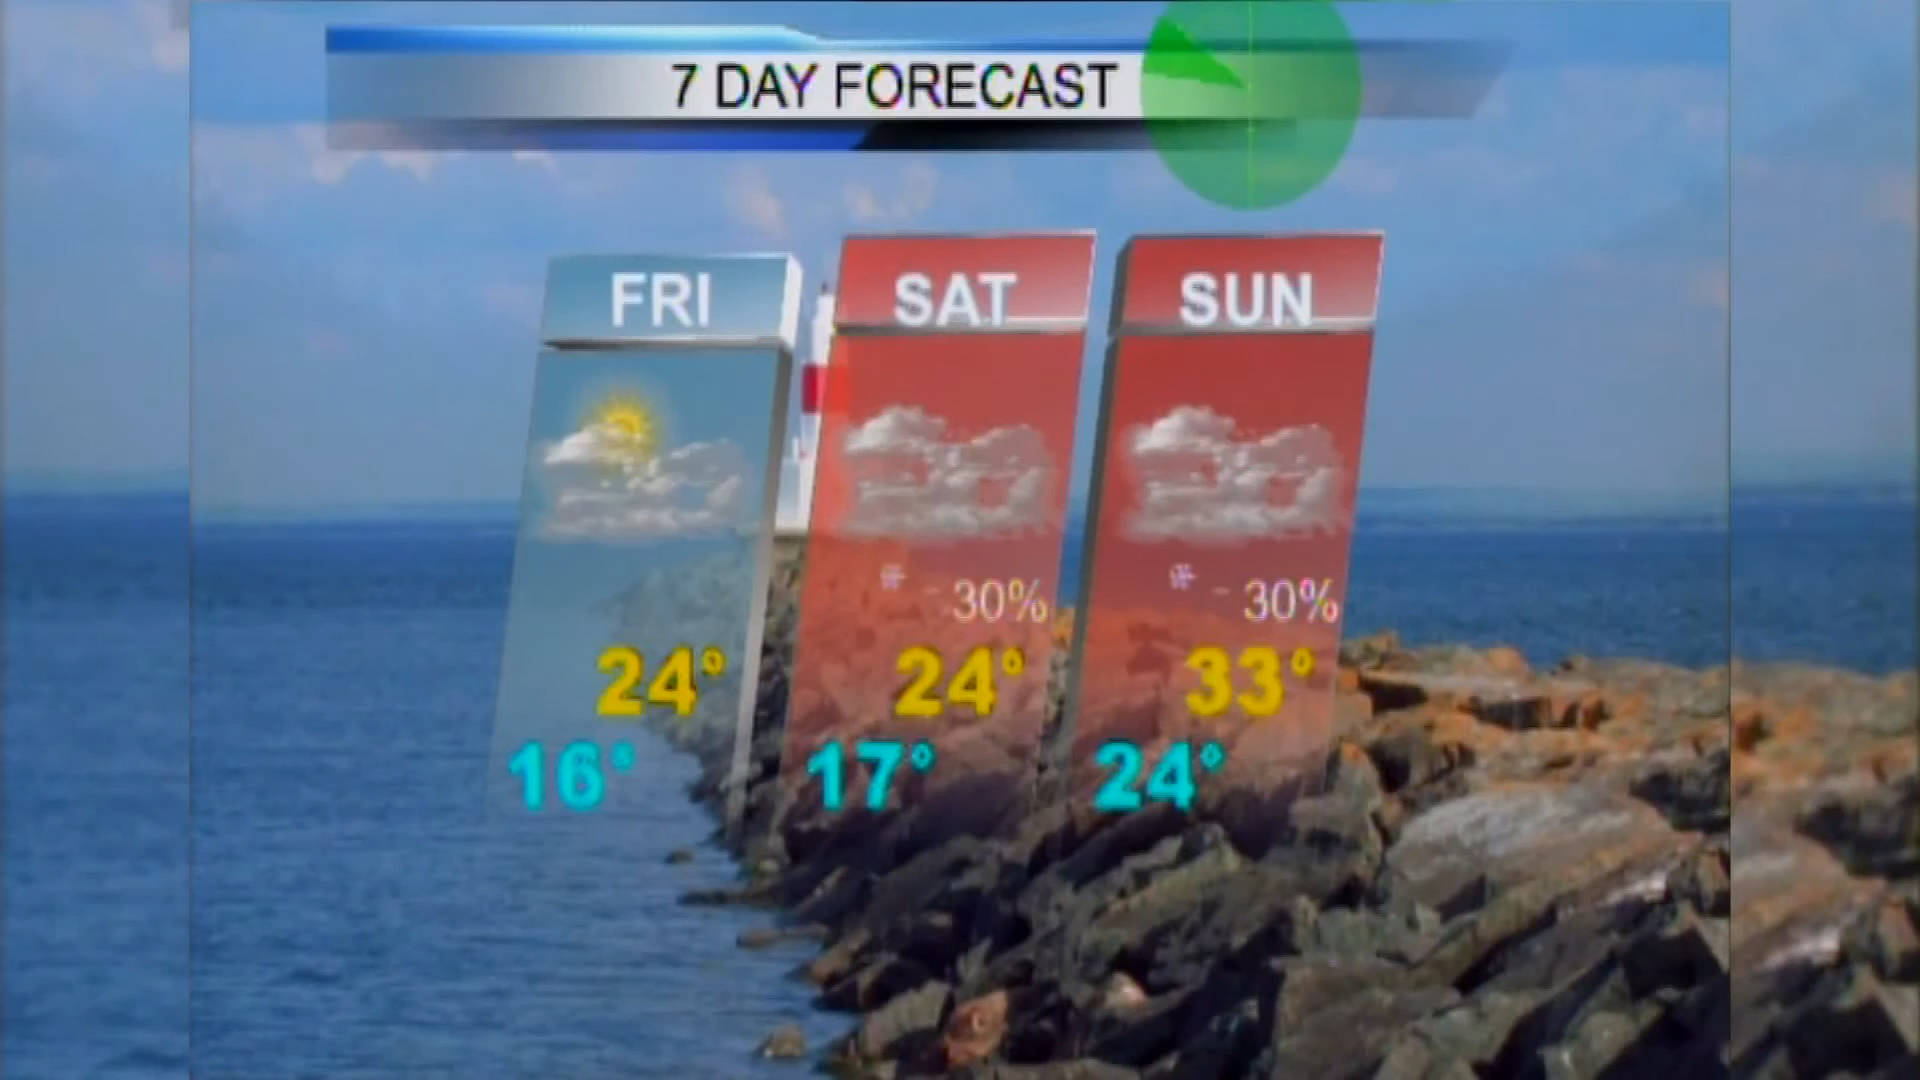 7 DAY FORECAST
FRI SAT SUN
30% 30%
24° 24° 33°
16° 17° 24°